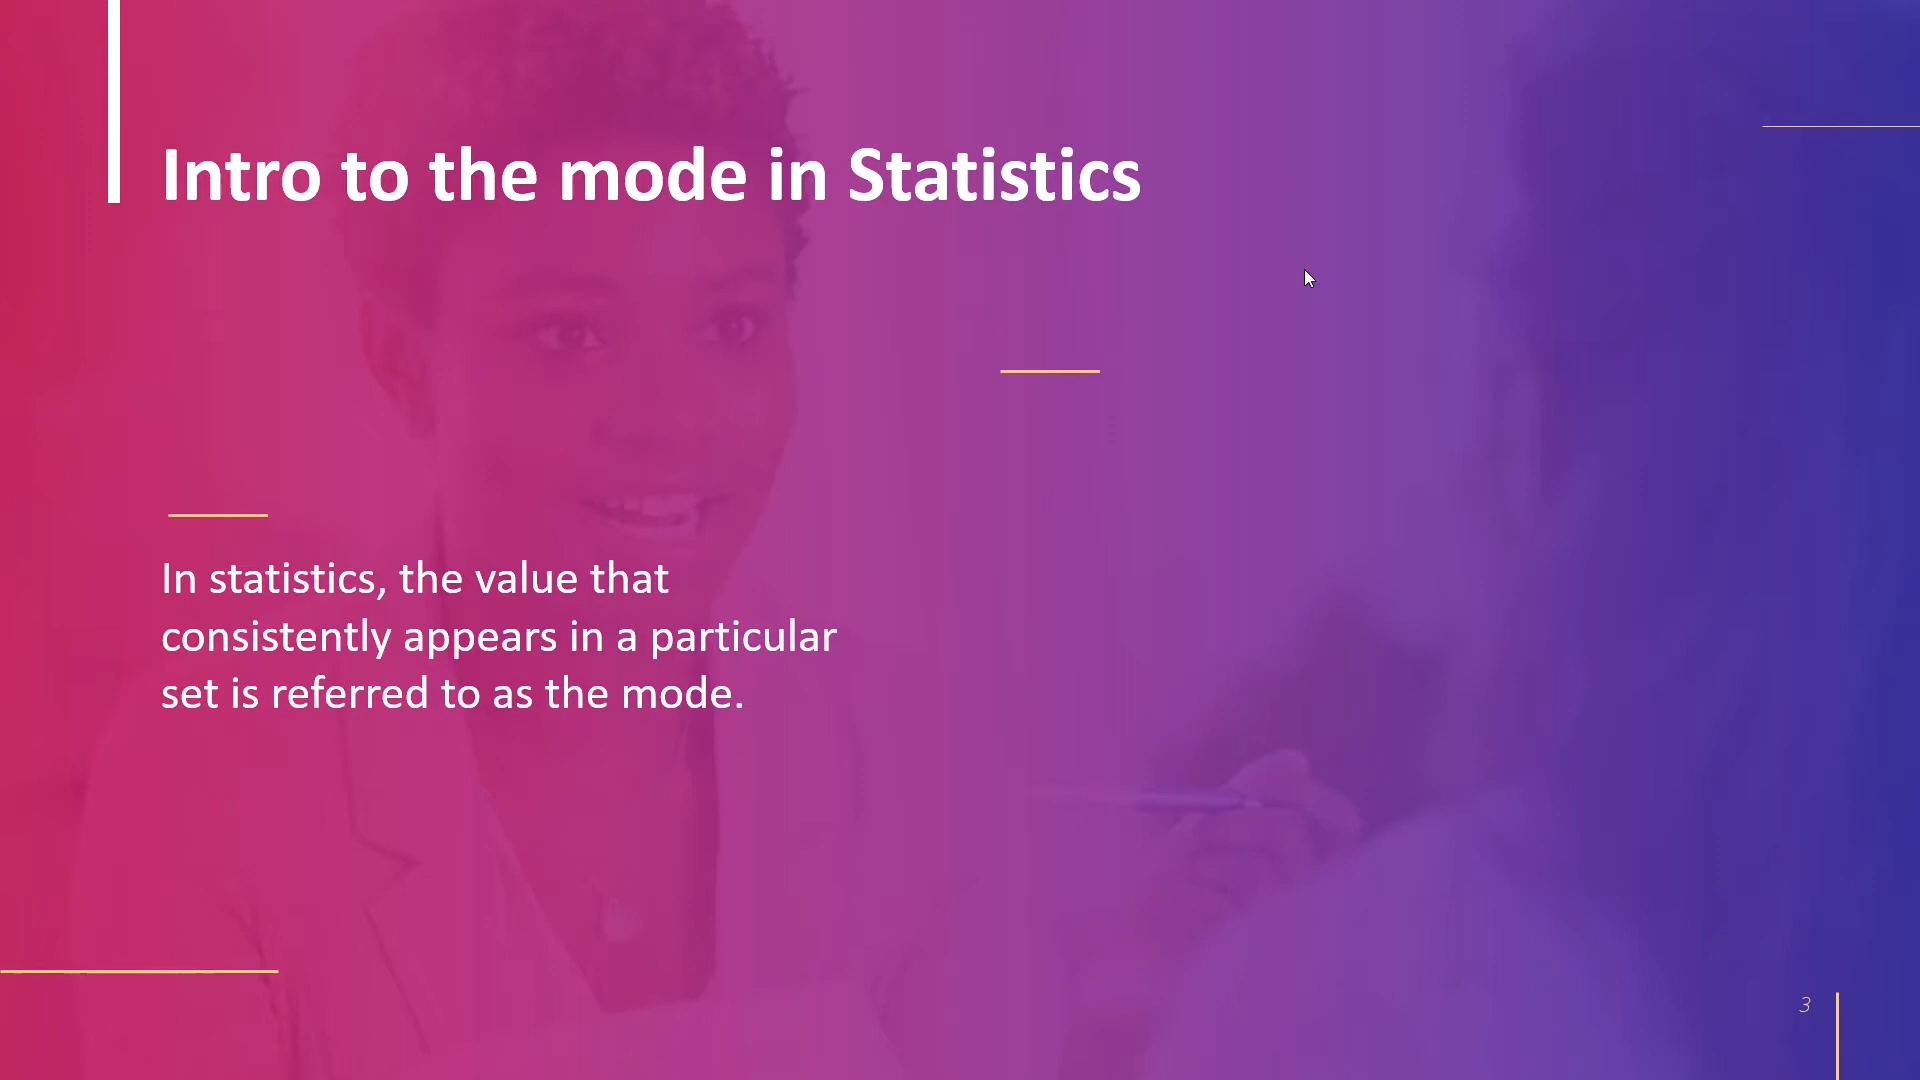 Intro to the mode in Statistics
In statistics, the value that
consistently appears in a particular
set is referred to as the mode.
3